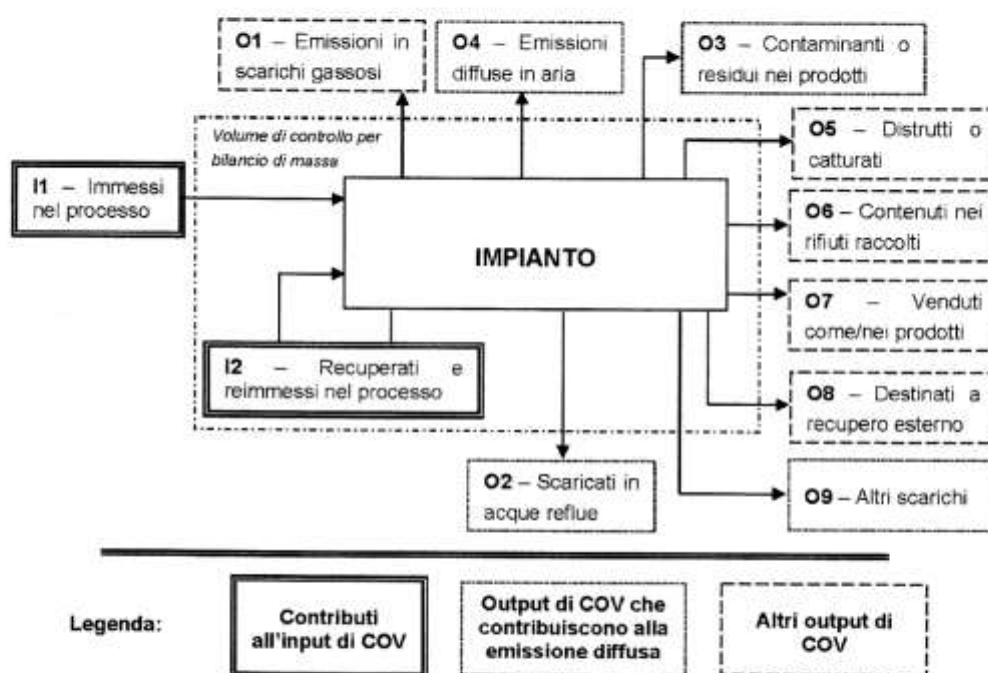 O1 – Emissioni in
scarichi gassosi
O4 – Emissioni
diffuse in aria
O3 – Contaminanti o
residui nei prodotti
Volume di controllo per
bilancio di massa
O5 – Distrutti o
catturati
I1 – Immessi
nel processo
O6 – Contenuti nei
rifiuti raccolti
IMPIANTO
O7 – Venduti
come/nei prodotti
I2 – Recuperati e
reimmessi nel processo
O8 – Destinati a
recupero esterno
O2 – Scaricati in
acque reflue
O9 – Altri scarichi
Legenda:
Contributi
all'input di COV
Output di COV che
contribuiscono alla
emissione diffusa
Altri output di
COV